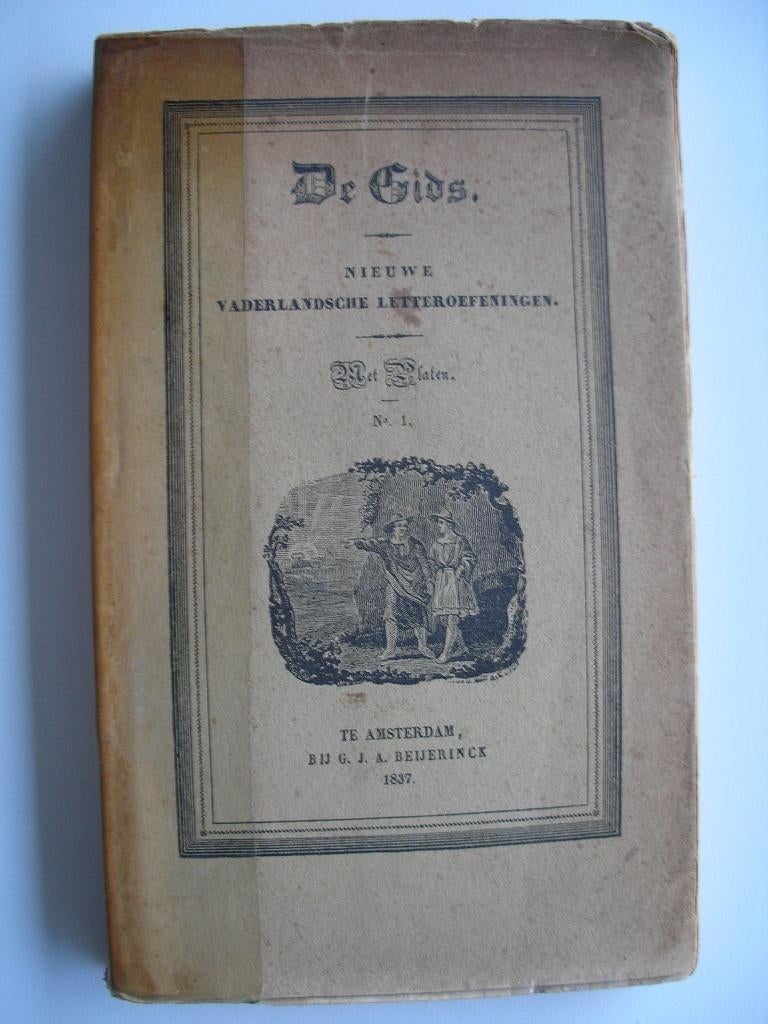 De Gids.
NIEUWE
VADERLANDSCHE LETTEROEFENINGEN.
Met Platen.
No. 1.
TE AMSTERDAM,
BIJ G. J. A. BEIJERINCK
1837.